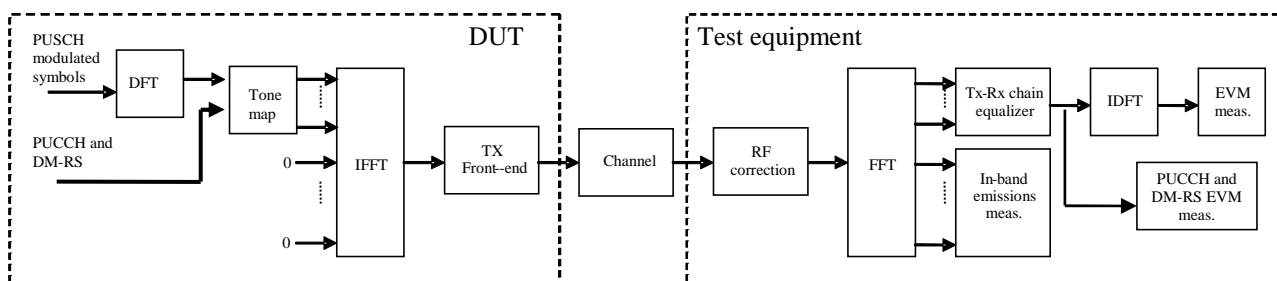 DUT
Test equipment
PUSCH
modulated
symbols
DFT
Tone
map
PUCCH and
DM-RS
0
0
IFFT
TX
Front--end
Channel
RF
correction
FFT
Tx-Rx chain
equalizer
IDFT
EVM
meas.
In-band
emissions
meas.
PUCCH and
DM-RS EVM
meas.